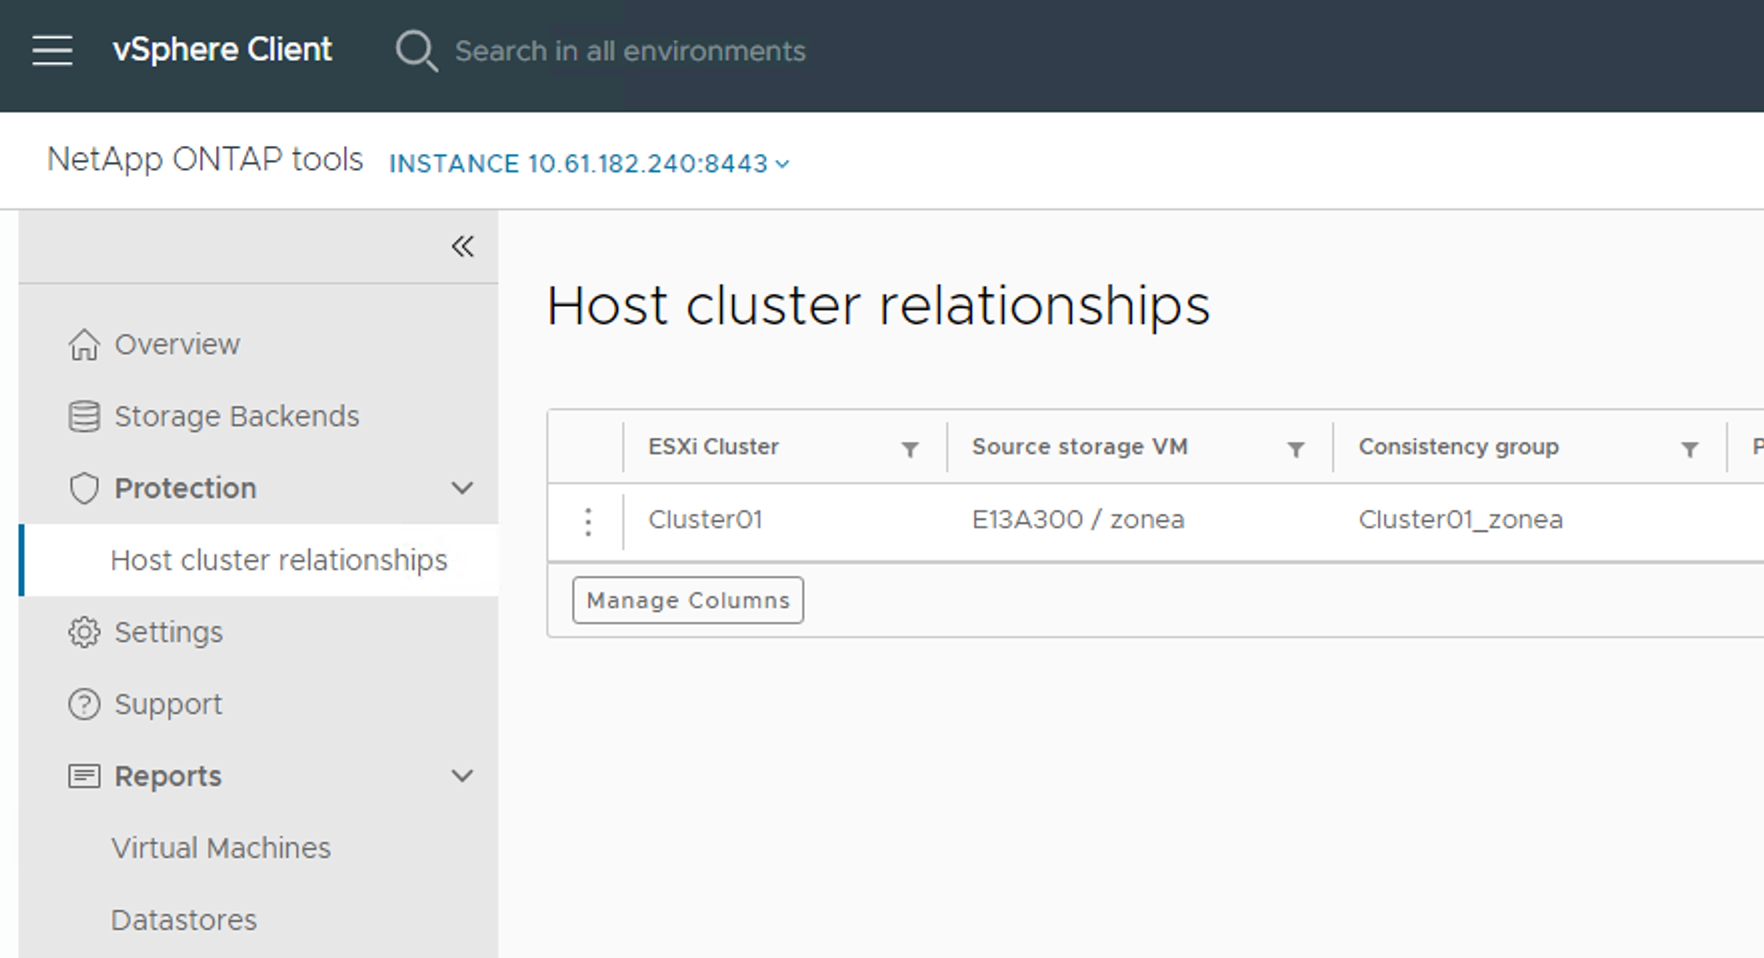 vSphere Client
Search in all environments
NetApp ONTAP tools
INSTANCE 10.61.182.240:8443
Overview
Storage Backends
Protection
Host cluster relationships
Settings
Support
Reports
Virtual Machines
Datastores
Host cluster relationships
ESXi Cluster Source storage VM Consistency group
Cluster01 E13A300 / zonea Cluster01_zonea
Manage Columns